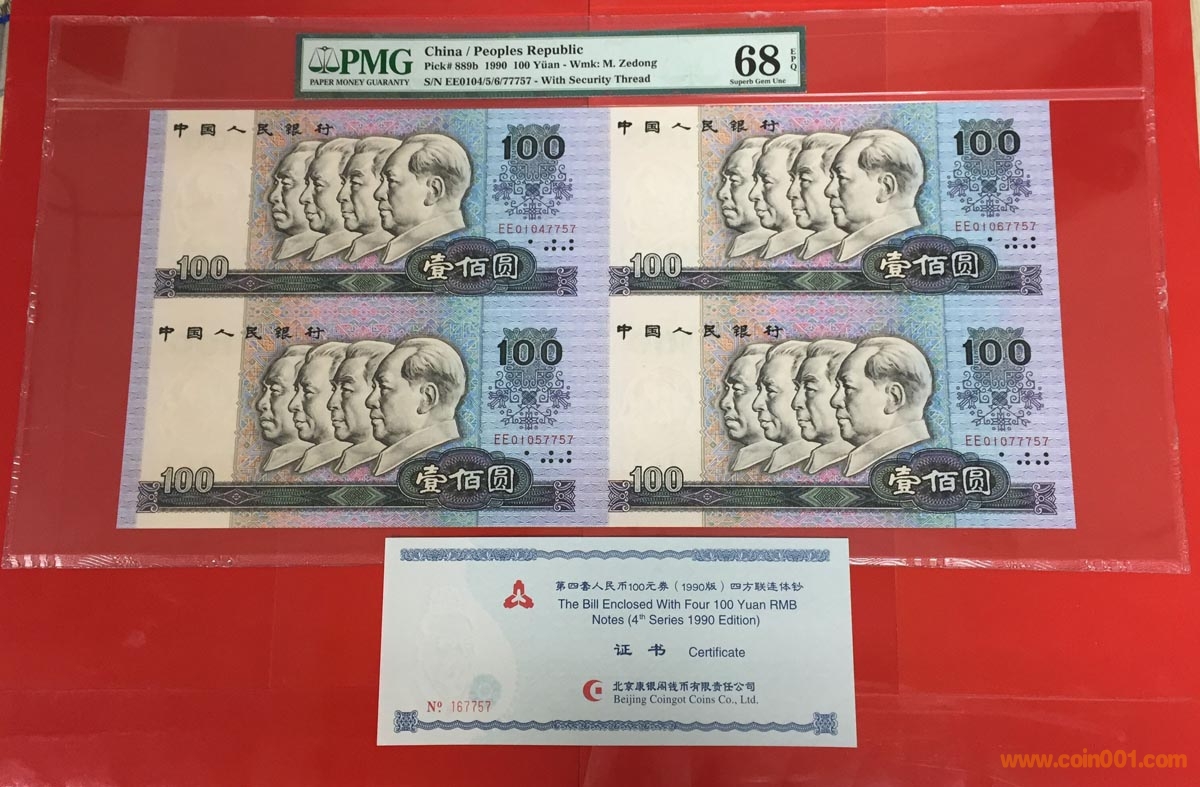 PMG
PAPER MONEY GUARANTY
China / Peoples Republic
Pick# 889b 1990 100 Yüan - Wmk: M. Zedong
S/N EE0104/5/6/77757 - With Security Thread
68
EPQ
Superb Gem Unc
中国人民银行
100
EE01047757
100
壹佰圆
中国人民银行
100
EE01067757
100
壹佰圆
中国人民银行
100
EE01057757
100
壹佰圆
中国人民银行
100
EE01077757
100
壹佰圆
第四套人民币100元券（1990版）四方联连体钞
The Bill Enclosed With Four 100 Yuan RMB
Notes (4th Series 1990 Edition)
证书 Certificate
北京康银阁钱币有限责任公司
Beijing Coingot Coins Co., Ltd.
Nº 167757
www.coin001.com